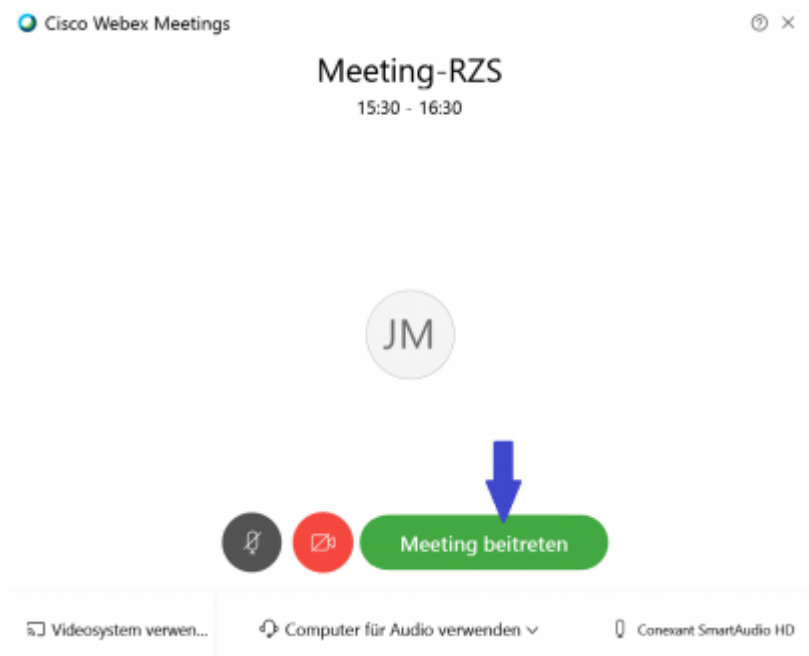 Cisco Webex Meetings
Meeting-RZS
15:30 - 16:30
JM
Meeting beitreten
Videosystem verwen...
Computer für Audio verwenden
Conexant SmartAudio HD